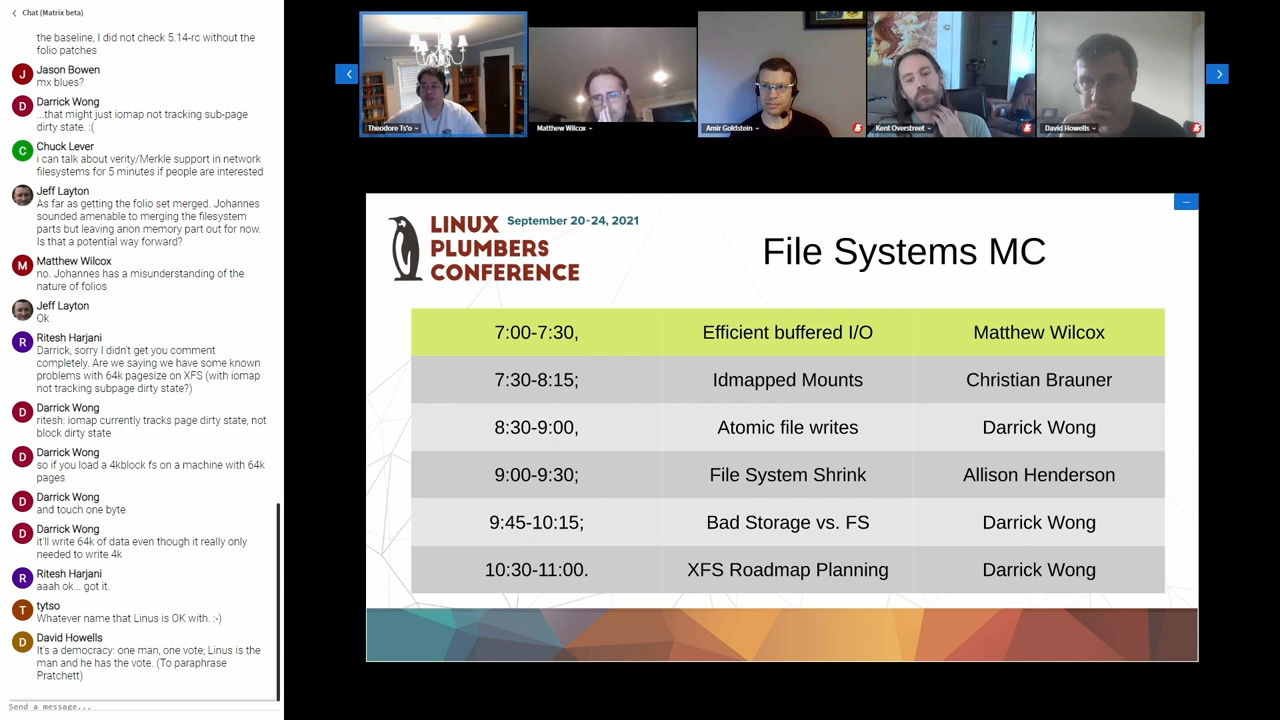 Chat (Matrix beta)
the baseline, I did not check 5.14-rc without the
folio patches
J
Jason Bowen
mx blues?
D
Darrick Wong
...that might just iomap not tracking sub-page
dirty state. :(
C
Chuck Lever
i can talk about verity/Merkle support in network
filesystems for 5 minutes if people are interested
Jeff Layton
As far as getting the folio set merged. Johannes
sounded amenable to merging the filesystem
parts but leaving anon memory part out for now.
Is that a potential way forward?
M
Matthew Wilcox
no. Johannes has a misunderstanding of the
nature of folios
Jeff Layton
Ok
R
Ritesh Harjani
Darrick, sorry I didn't get you comment
completely. Are we saying we have some known
problems with 64k pagesize on XFS (with iomap
not tracking subpage dirty state?)
D
Darrick Wong
ritesh: iomap currently tracks page dirty state, not
block dirty state
D
Darrick Wong
so if you load a 4kblock fs on a machine with 64k
pages
D
Darrick Wong
and touch one byte
D
Darrick Wong
it'll write 64k of data even though it really only
needed to write 4k
R
Ritesh Harjani
aaah ok... got it.
T
tytso
Whatever name that Linus is OK with. :-)
D
David Howells
It's a democracy: one man, one vote; Linus is the
man and he has the vote. (To paraphrase
Pratchett)
Send a message...
Theodore Ts'o
Matthew Wilcox
Amir Goldstein
Kent Overstreet
David Howells
LINUX September 20-24, 2021
PLUMBERS
CONFERENCE
File Systems MC
7:00-7:30, Efficient buffered I/O Matthew Wilcox
7:30-8:15; Idmapped Mounts Christian Brauner
8:30-9:00, Atomic file writes Darrick Wong
9:00-9:30; File System Shrink Allison Henderson
9:45-10:15; Bad Storage vs. FS Darrick Wong
10:30-11:00. XFS Roadmap Planning Darrick Wong